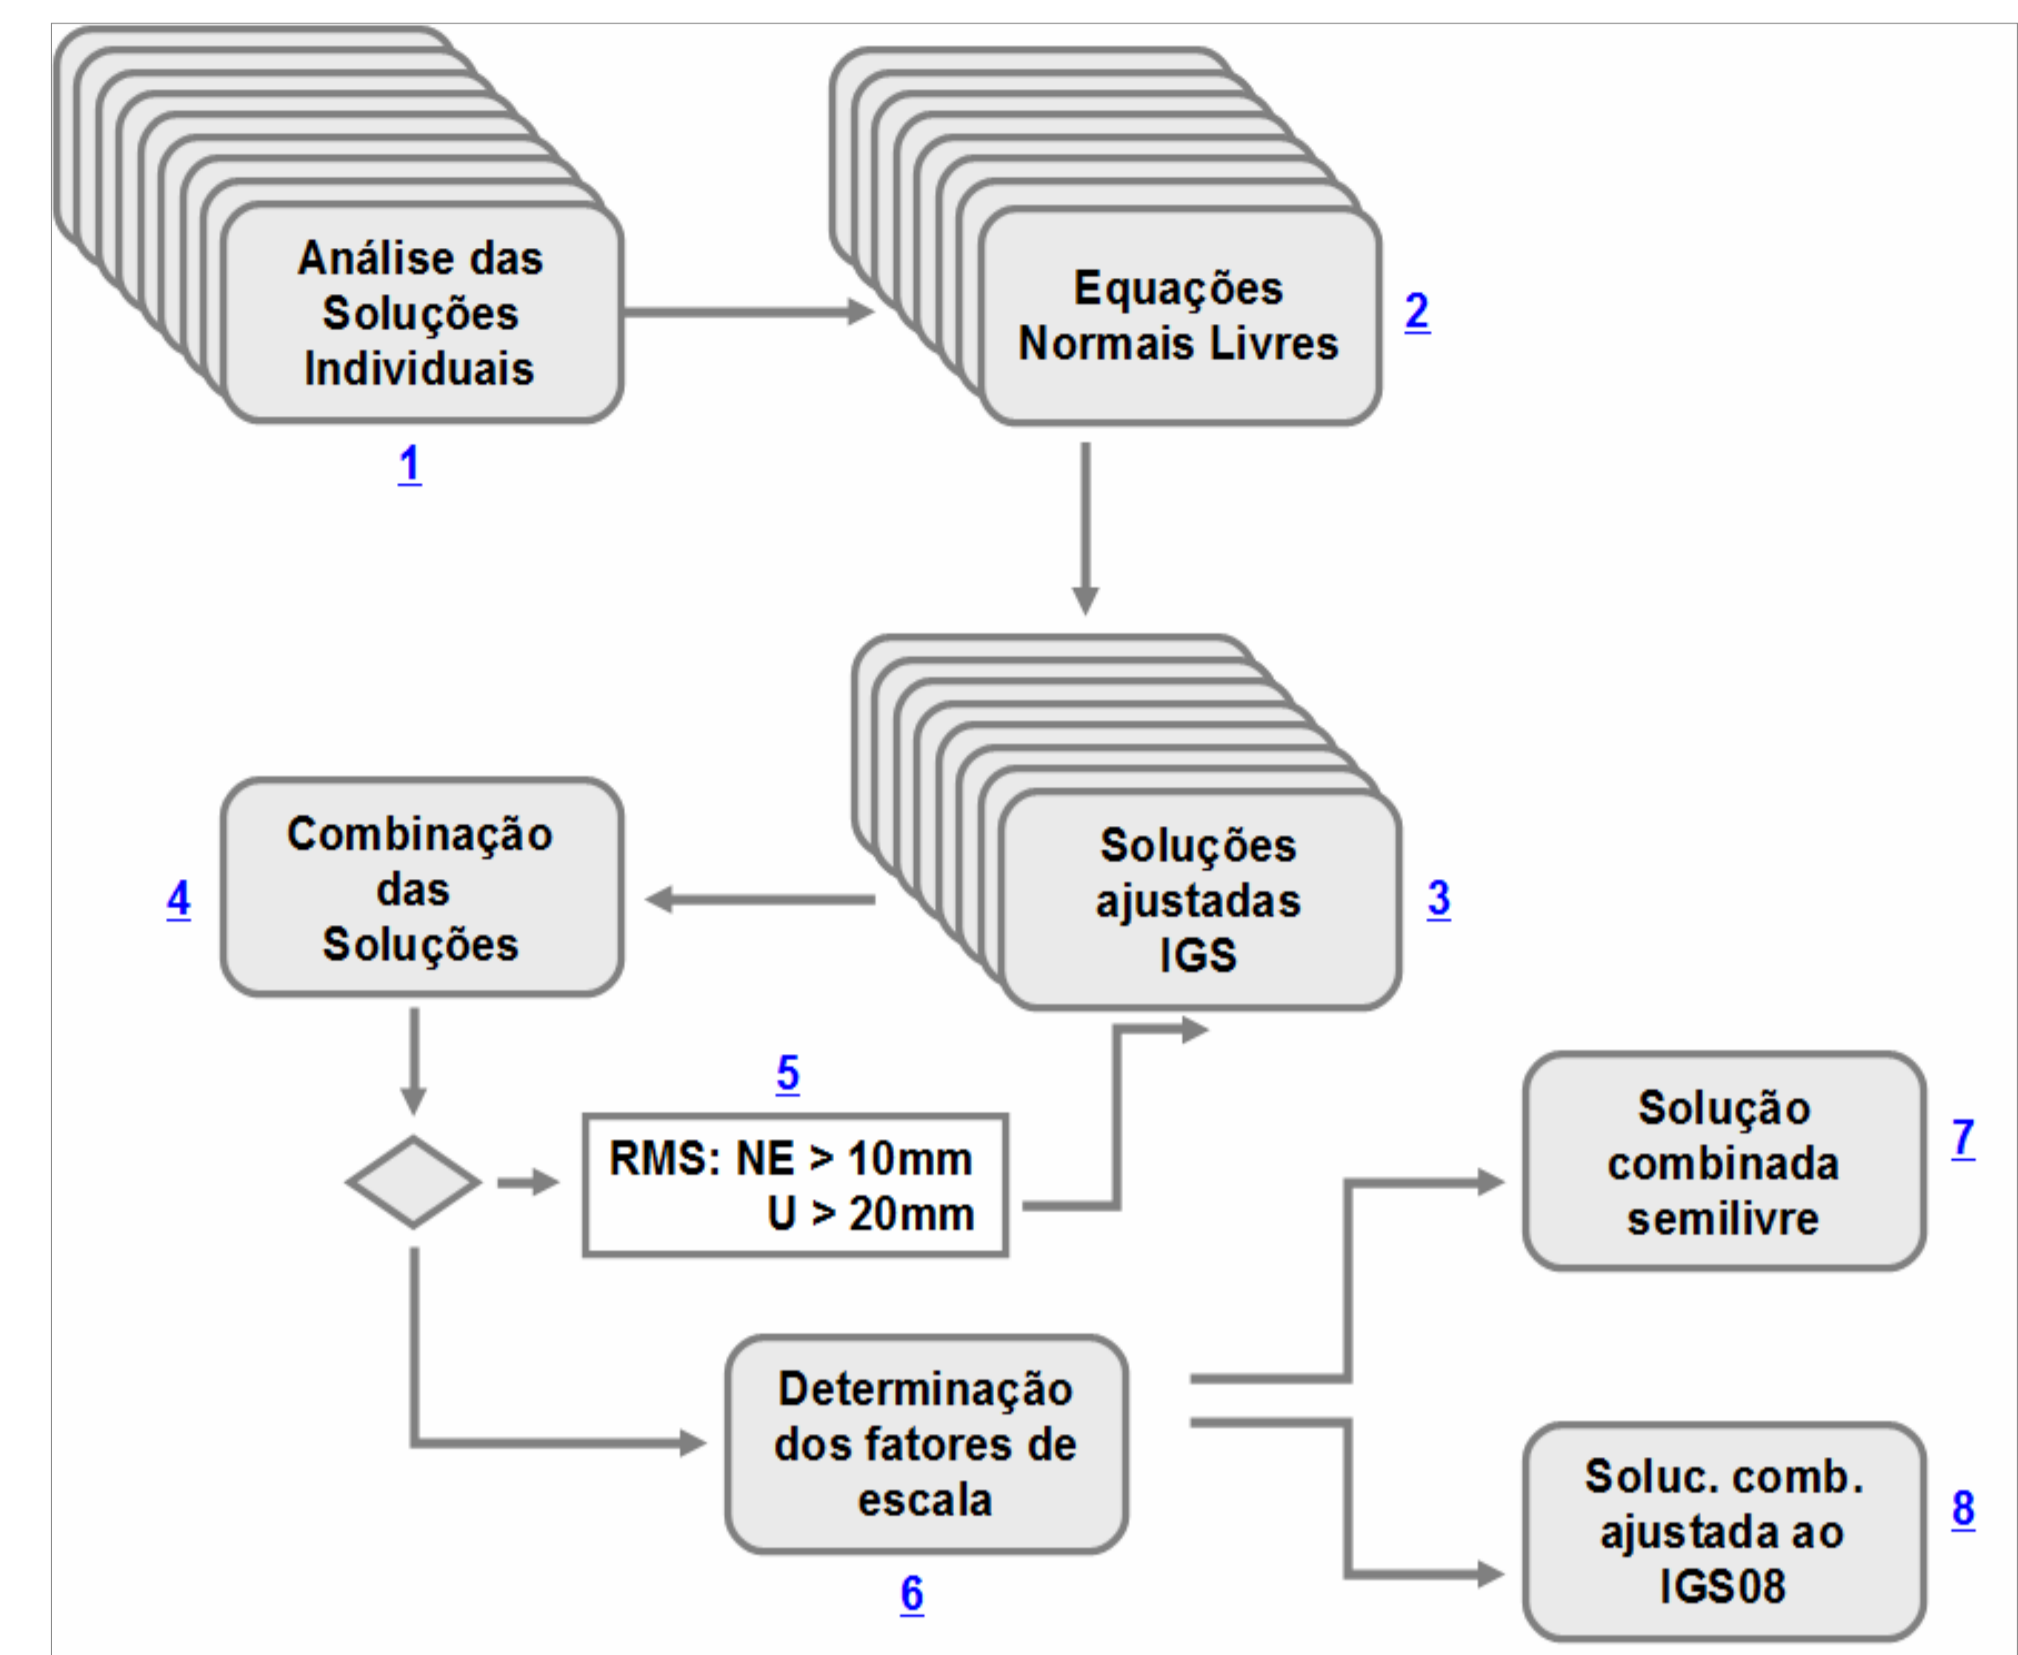 Análise das
Soluções
Individuais
1
Equações
Normais Livres
2
Soluções
ajustadas
IGS
3
Combinação
das
Soluções
4
5
RMS: NE > 10mm
U > 20mm
Determinação
dos fatores de
escala
6
Solução
combinada
semilivre
7
Soluc. comb.
ajustada ao
IGS08
8